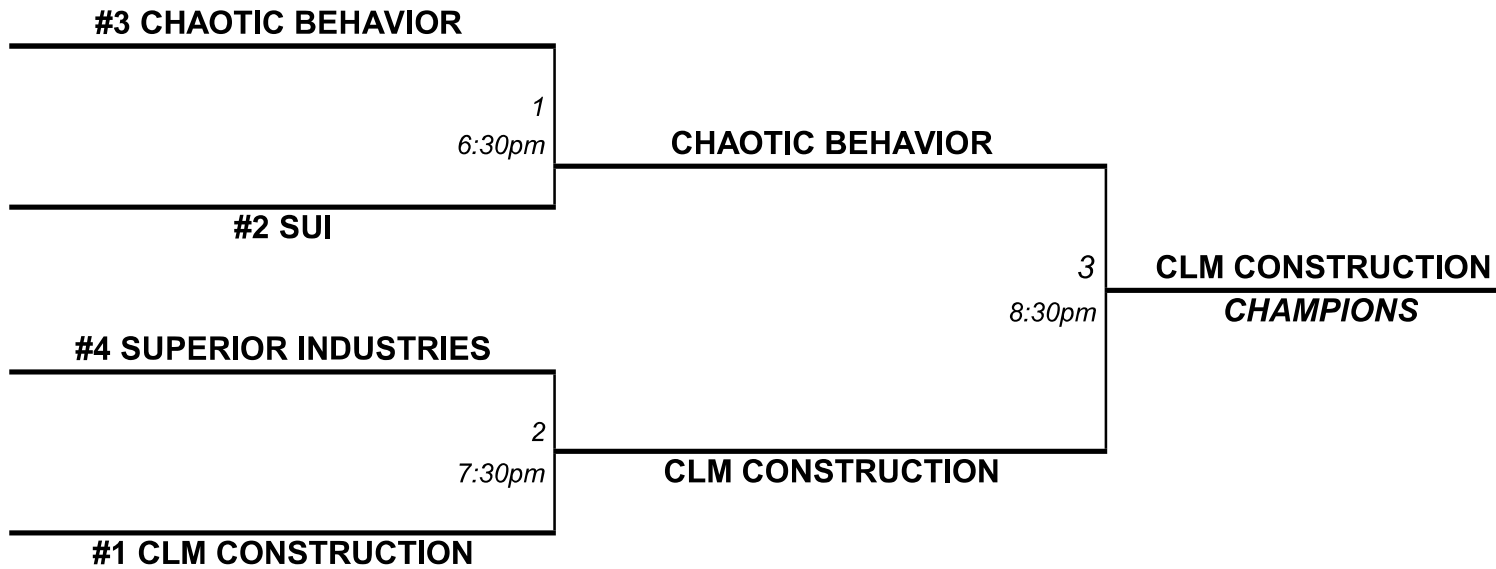 #3 CHAOTIC BEHAVIOR
1
6:30pm
CHAOTIC BEHAVIOR
#2 SUI
3
CLM CONSTRUCTION
8:30pm
CHAMPIONS
#4 SUPERIOR INDUSTRIES
2
7:30pm
CLM CONSTRUCTION
#1 CLM CONSTRUCTION